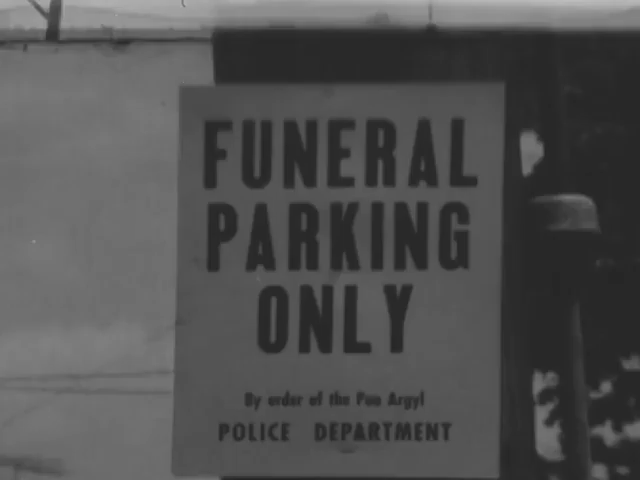 FUNERAL
PARKING
ONLY
By order of the Pen Argyl
POLICE DEPARTMENT